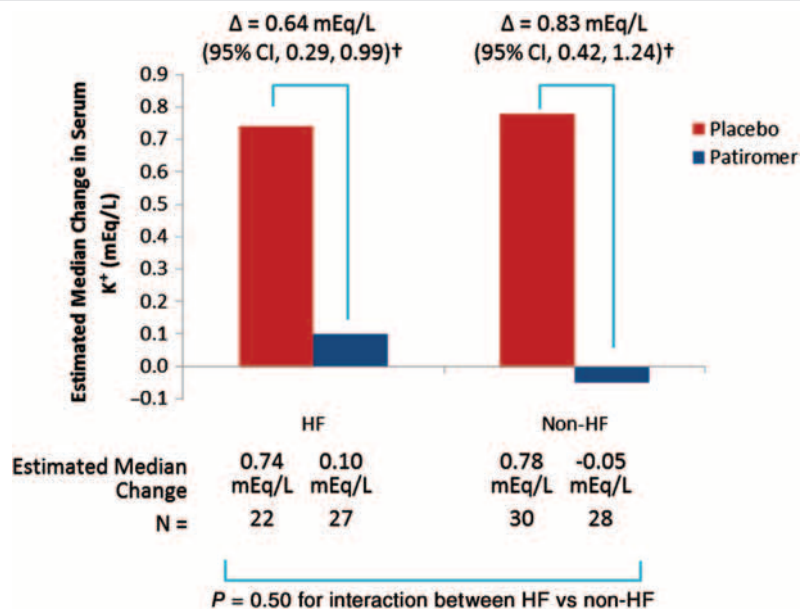 Δ = 0.64 mEq/L
(95% CI, 0.29, 0.99)†
Δ = 0.83 mEq/L
(95% CI, 0.42, 1.24)†
Estimated Median Change in Serum
K⁺ (mEq/L)
0.9
0.8
0.7
0.6
0.5
0.4
0.3
0.2
0.1
0.0
–0.1
Placebo
Patiromer
HF
Non-HF
Estimated Median
Change
0.74
mEq/L
0.10
mEq/L
0.78
mEq/L
-0.05
mEq/L
N =
22
27
30
28
P = 0.50 for interaction between HF vs non-HF